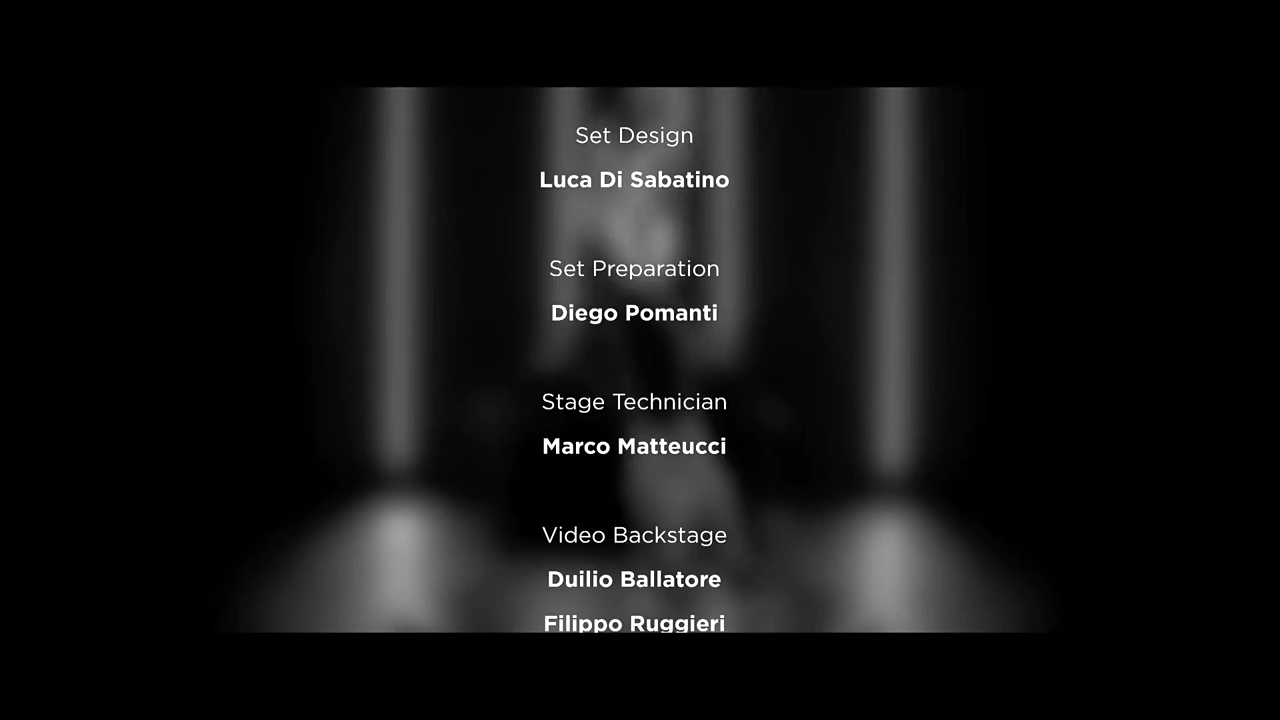 Set Design
Luca Di Sabatino
Set Preparation
Diego Pomanti
Stage Technician
Marco Matteucci
Video Backstage
Duilio Ballatore
Filippo Ruggieri